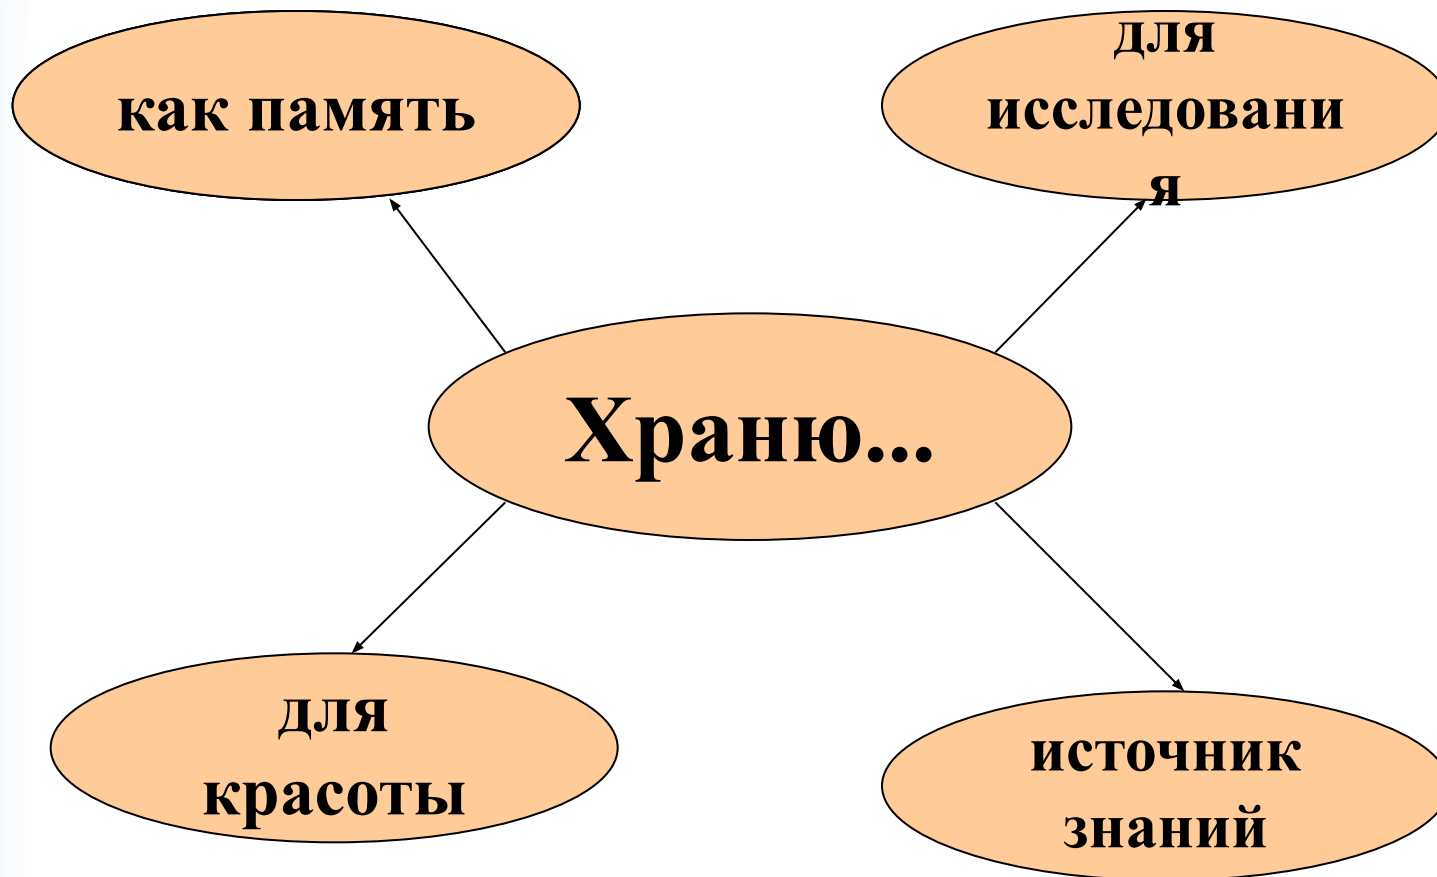 как память
для
исследовани
я
Храню...
для
красоты
источник
знаний